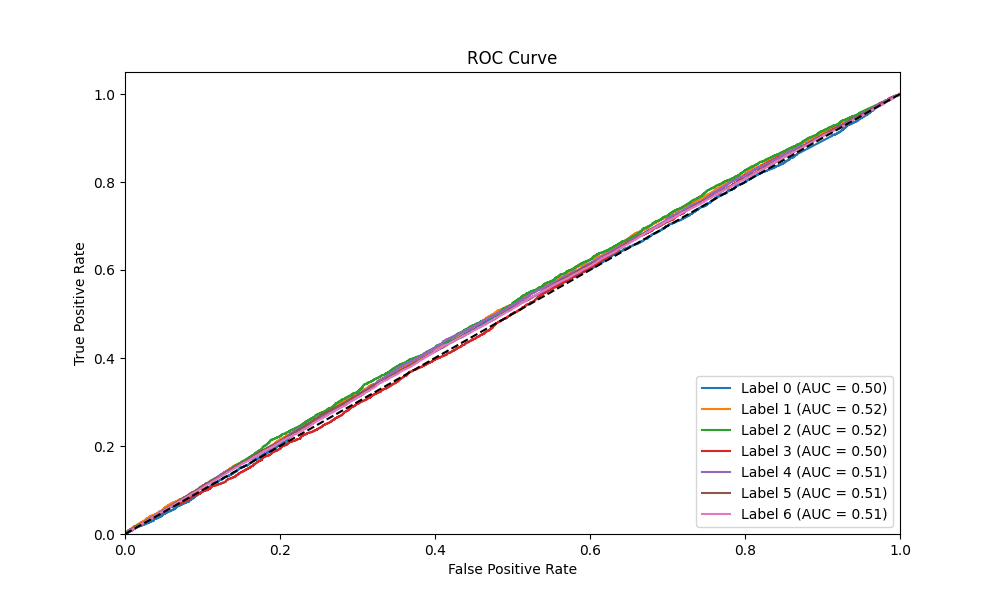 ROC Curve
True Positive Rate
1.0
0.8
0.6
0.4
0.2
0.0
Label 0 (AUC = 0.50)
Label 1 (AUC = 0.52)
Label 2 (AUC = 0.52)
Label 3 (AUC = 0.50)
Label 4 (AUC = 0.51)
Label 5 (AUC = 0.51)
Label 6 (AUC = 0.51)
0.0 0.2 0.4 0.6 0.8 1.0
False Positive Rate